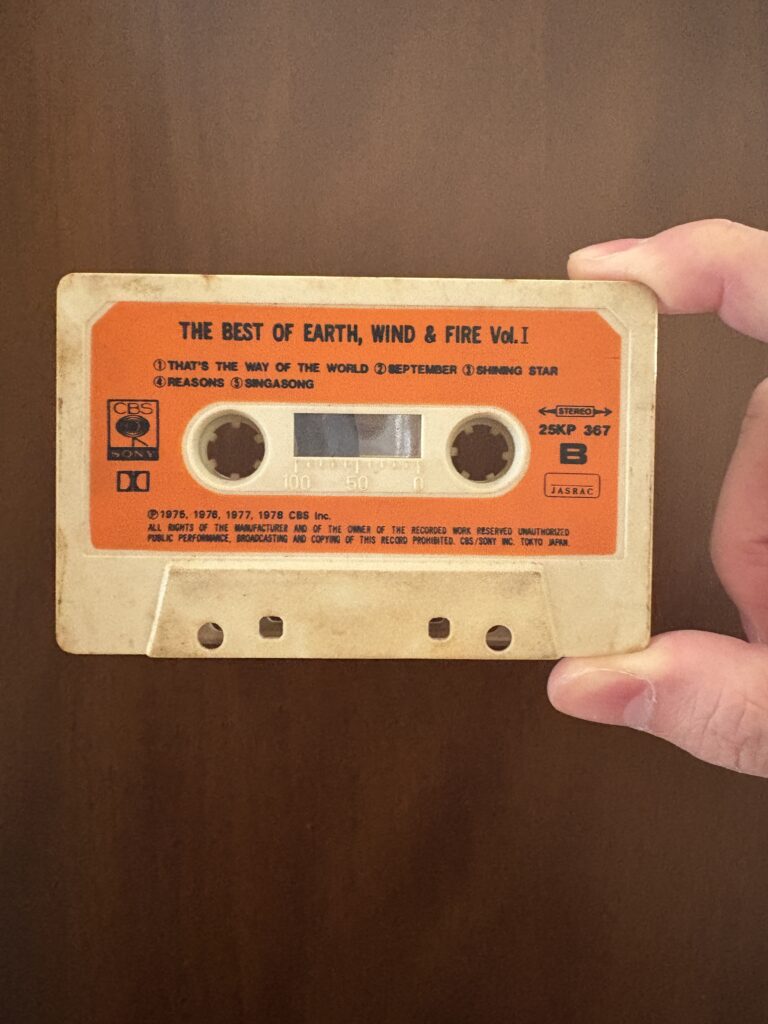 THE BEST OF EARTH, WIND & FIRE Vol.I
①THAT'S THE WAY OF THE WORLD ②SEPTEMBER ③SHINING STAR
④REASONS ⑤SINGASONG
CBS
SONY
STEREO
25KP 367
B
JASRAC
100 50 0
Ⓟ1975, 1976, 1977, 1978 CBS Inc.
ALL RIGHTS OF THE MANUFACTURER AND OF THE OWNER OF THE RECORDED WORK RESERVED UNAUTHORIZED
PUBLIC PERFORMANCE, BROADCASTING AND COPYING OF THIS RECORD PROHIBITED. CBS/SONY INC. TOKYO JAPAN.